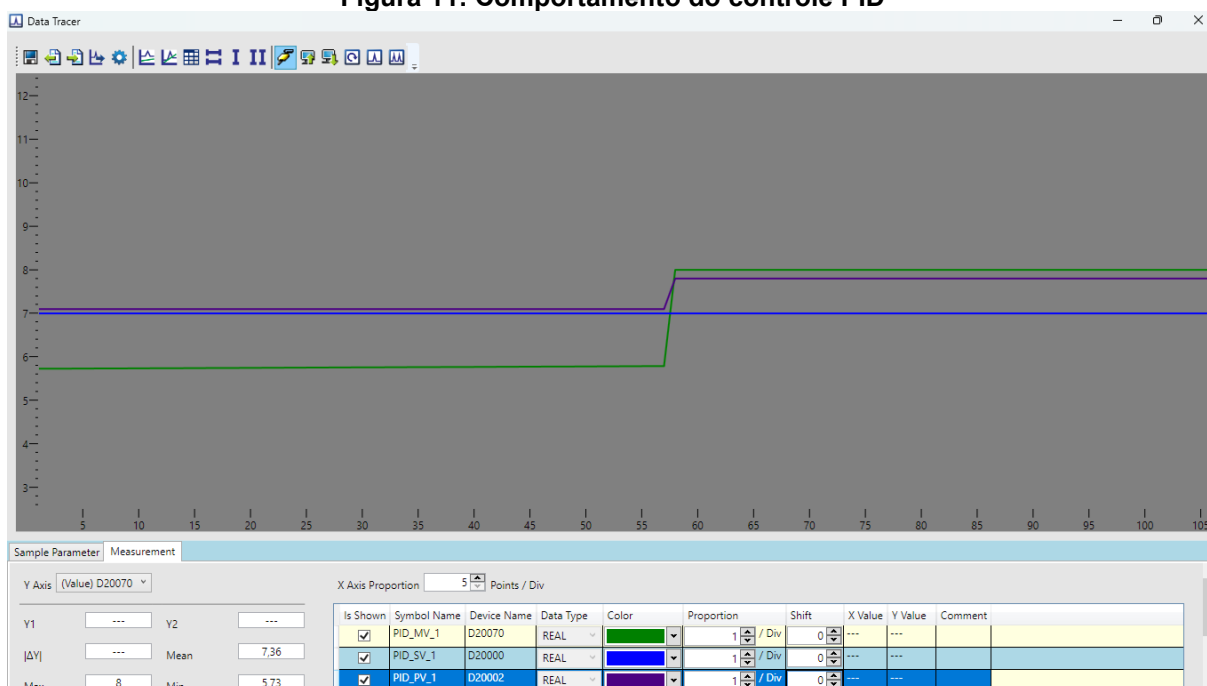 Figura 11: Comportamento do controle PID
Data Tracer
12
11
10
9
8
7
6
5
4
3
5 10 15 20 25 30 35 40 45 50 55 60 65 70 75 80 85 90 95 100 105
Sample Parameter Measurement
Y Axis (Value) D20070 X Axis Proportion 5 Points / Div
Is Shown Symbol Name Device Name Data Type Color Proportion Shift X Value Y Value Comment
Y1 --- Y2 ---
PID_MV_1 D20070 REAL 1 / Div 0 --- ---
|ΔY| --- Mean 7,36
PID_SV_1 D20000 REAL 1 / Div 0 --- ---
Max 8 Min 5,73
PID_PV_1 D20002 REAL 1 / Div 0 --- ---